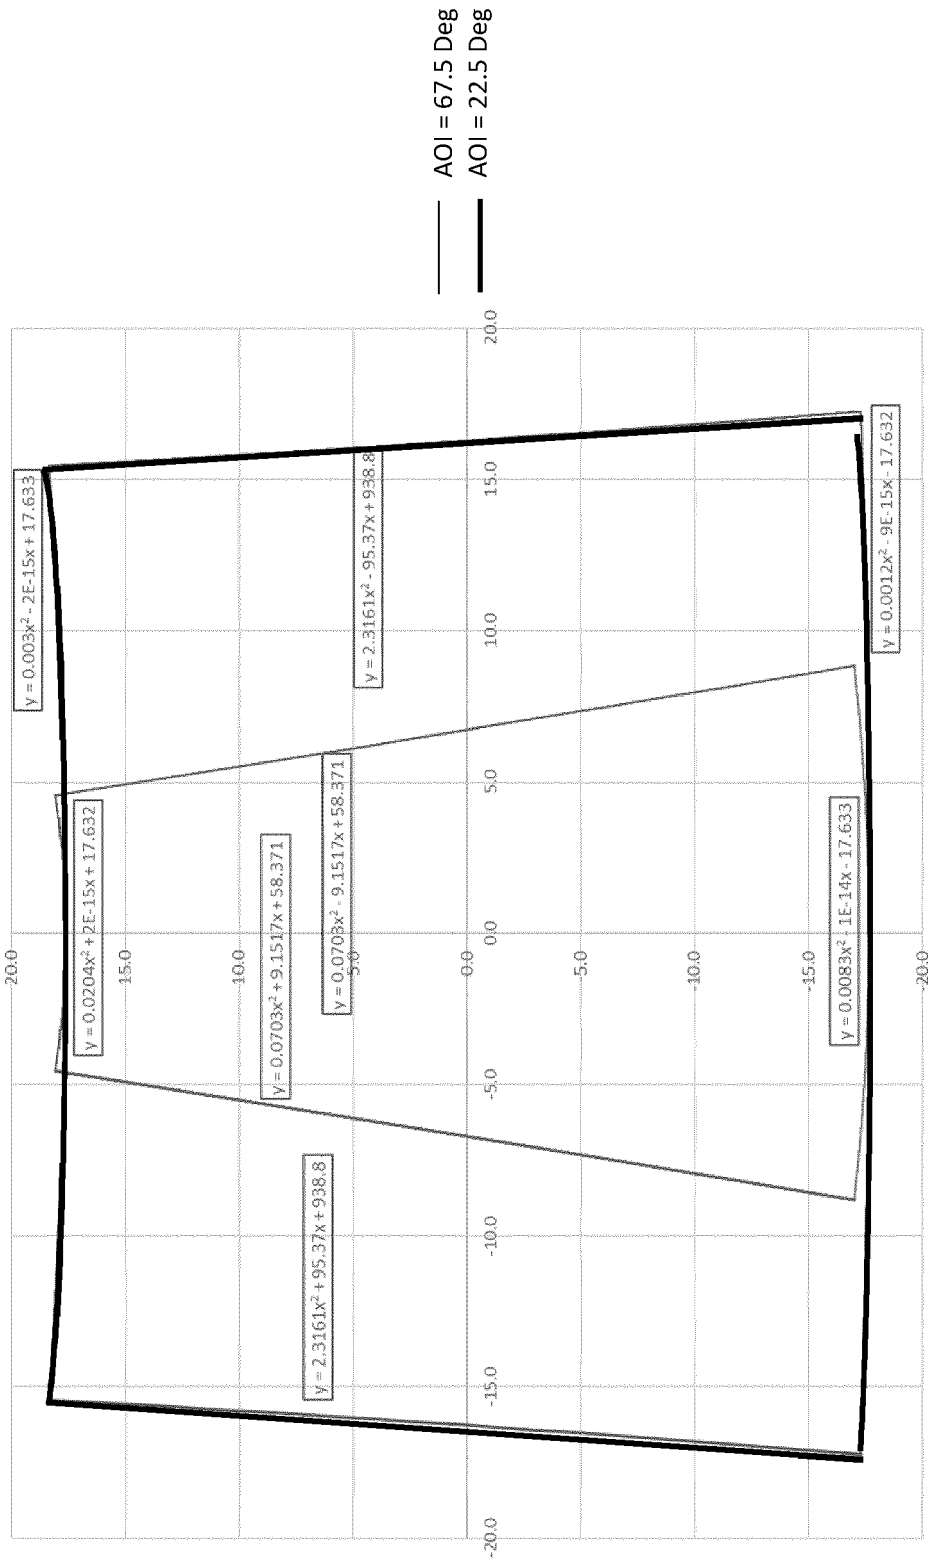 20.0
y = 0.003x² - 2E-15x + 17.633
y = 0.0204x² + 2E-15x + 17.632
15.0
10.0
y = 0.0703x² + 9.1517x + 58.371
y = 2.3161x² + 95.37x + 938.8
y = 0.0703x² - 9.1517x + 58.371
5.0
y = 2.3161x² - 95.37x + 938.8
AOI = 67.5 Deg
0.0
AOI = 22.5 Deg
-20.0 -15.0 -10.0 -5.0 0.0 5.0 10.0 15.0 20.0
-5.0
-10.0
-15.0
y = 0.0083x² - 1E-14x - 17.633
y = 0.0012x² - 9E-15x - 17.632
-20.0